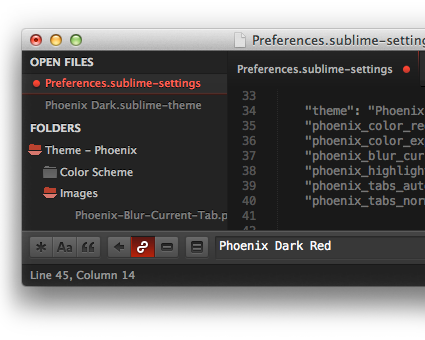 Preferences.sublime-setting
OPEN FILES
Preferences.sublime-settings
Phoenix Dark.sublime-theme
FOLDERS
Theme - Phoenix
Color Scheme
Images
Phoenix-Blur-Current-Tab.p
Preferences.sublime-settings
33
34 "theme": "Phoenix
35 "phoenix_color_re
36 "phoenix_color_ex
37 "phoenix_blur_cur
38 "phoenix_highligh
39 "phoenix_tabs_aut
40 "phoenix_tabs_nor
41
* Aa “
Phoenix Dark Red
Line 45, Column 14